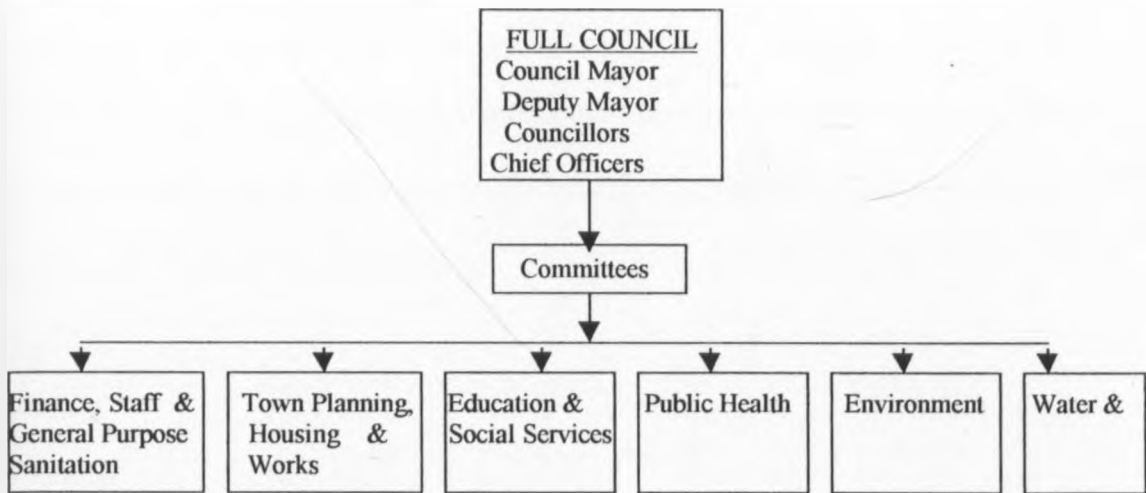 FULL COUNCIL
Council Mayor
Deputy Mayor
Councillors
Chief Officers
Committees
Finance, Staff &
General Purpose
Sanitation
Town Planning,
Housing &
Works
Education &
Social Services
Public Health
Environment
Water &